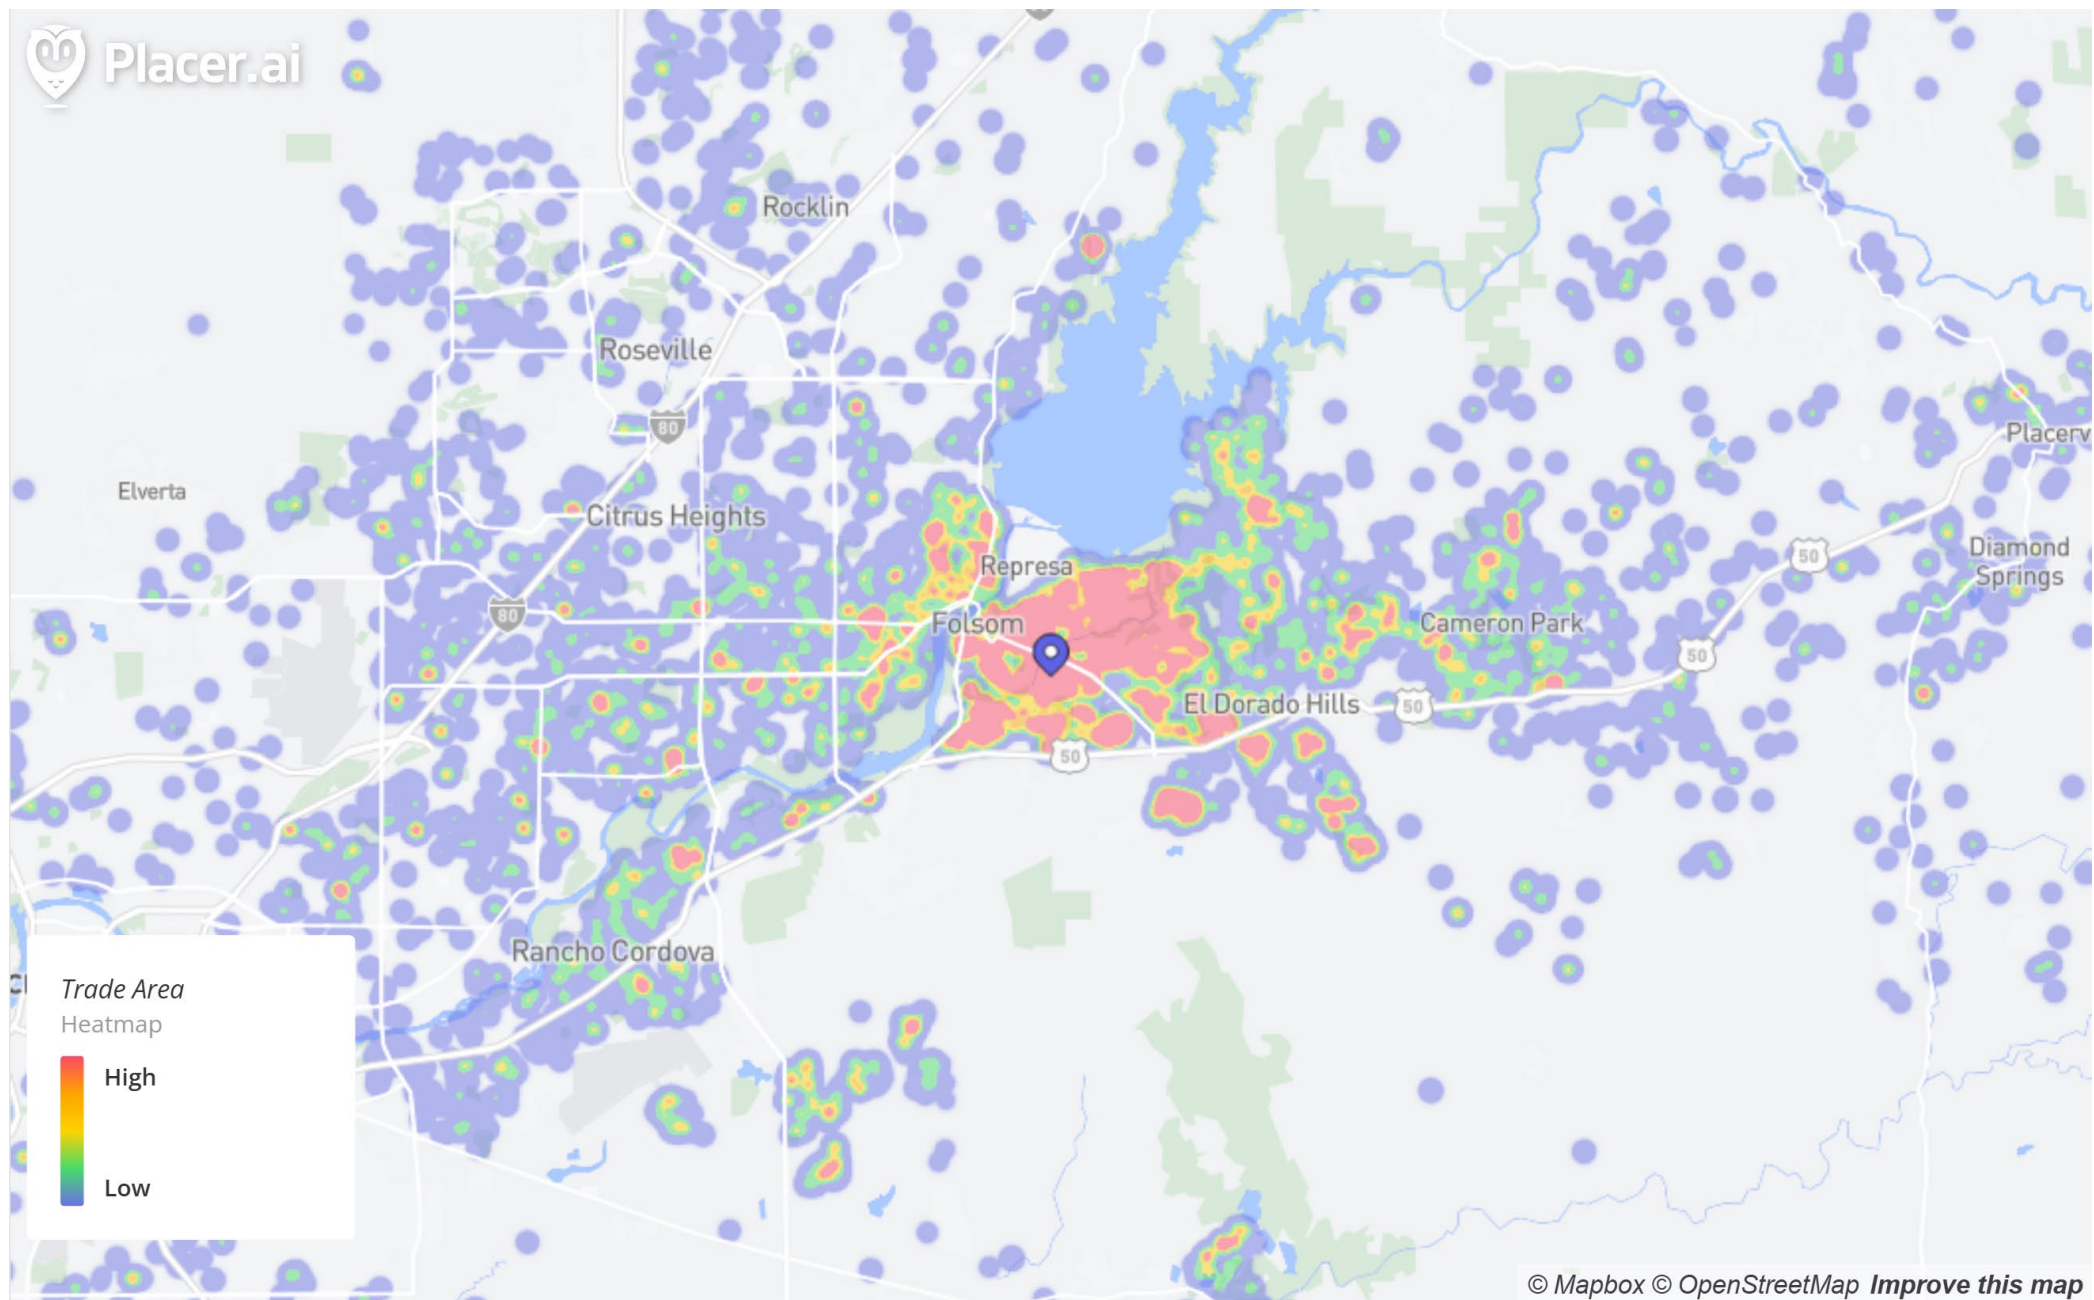 Placer.ai
Rocklin
Roseville
80
Placerv
Elverta
Citrus Heights
50
Diamond
Springs
Represa
80
Folsom
Cameron Park
50
El Dorado Hills
50
50
Rancho Cordova
Trade Area
Heatmap
High
Low
© Mapbox © OpenStreetMap Improve this map